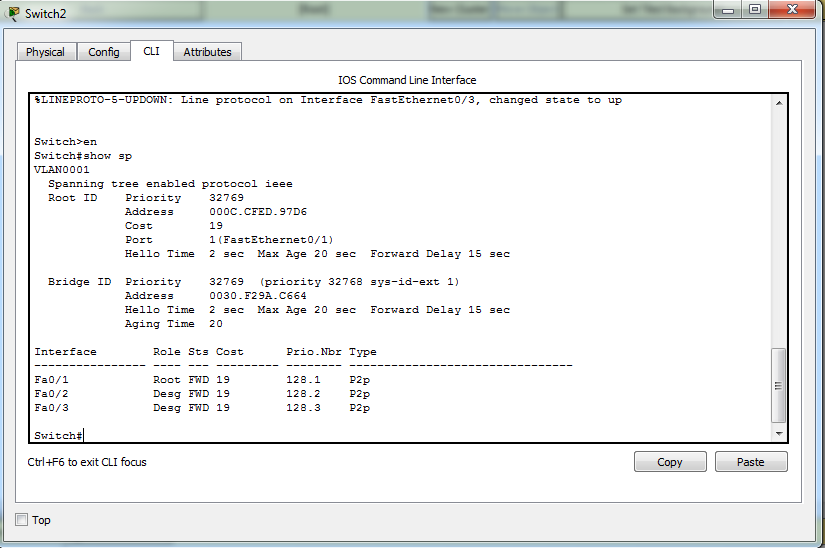 Switch2
Physical Config CLI Attributes
IOS Command Line Interface
%LINEPROTO-5-UPDOWN: Line protocol on Interface FastEthernet0/3, changed state to up
Switch>en
Switch#show sp
VLAN0001
  Spanning tree enabled protocol ieee
  Root ID    Priority    32769
             Address     000C.CFED.97D6
             Cost        19
             Port        1(FastEthernet0/1)
             Hello Time  2 sec  Max Age 20 sec  Forward Delay 15 sec
  Bridge ID  Priority    32769  (priority 32768 sys-id-ext 1)
             Address     0030.F29A.C664
             Hello Time  2 sec  Max Age 20 sec  Forward Delay 15 sec
             Aging Time  20
Interface        Role Sts Cost      Prio.Nbr Type
---------------- ---- --- --------- -------- --------------------------------
Fa0/1            Root FWD 19        128.1    P2p
Fa0/2            Desg FWD 19        128.2    P2p
Fa0/3            Desg FWD 19        128.3    P2p
Switch#
Ctrl+F6 to exit CLI focus
Copy Paste
Top